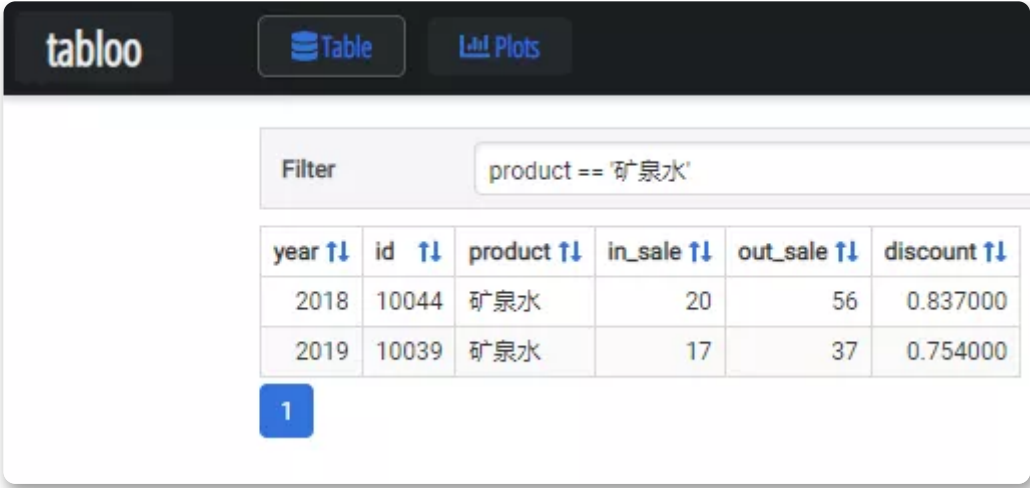 tabloo Table Plots
Filter product == '矿泉水'
year id product in_sale out_sale discount
2018 10044 矿泉水 20 56 0.837000
2019 10039 矿泉水 17 37 0.754000
1